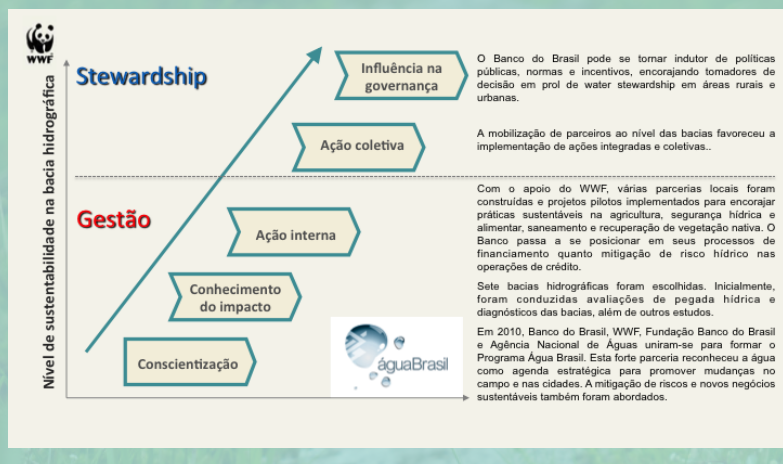 WWF
Nível de sustentabilidade na bacia hidrográfica
Stewardship
Influência na
governança
O Banco do Brasil pode se tornar indutor de políticas
públicas, normas e incentivos, encorajando tomadores de
decisão em prol de water stewardship em áreas rurais e
urbanas.
Ação coletiva
A mobilização de parceiros ao nível das bacias favoreceu a
implementação de ações integradas e coletivas..
Gestão
Ação interna
Com o apoio do WWF, várias parcerias locais foram
construídas e projetos pilotos implementados para encorajar
práticas sustentáveis na agricultura, segurança hídrica e
alimentar, saneamento e recuperação de vegetação nativa. O
Banco passa a se posicionar em seus processos de
financiamento quanto mitigação de risco hídrico nas
operações de crédito.
Conhecimento
do impacto
Sete bacias hidrográficas foram escolhidas. Inicialmente,
foram conduzidas avaliações de pegada hídrica e
diagnósticos das bacias, além de outros estudos.
Conscientização
águaBrasil
Em 2010, Banco do Brasil, WWF, Fundação Banco do Brasil
e Agência Nacional de Águas uniram-se para formar o
Programa Água Brasil. Esta forte parceria reconheceu a água
como agenda estratégica para promover mudanças no
campo e nas cidades. A mitigação de riscos e novos negócios
sustentáveis também foram abordados.